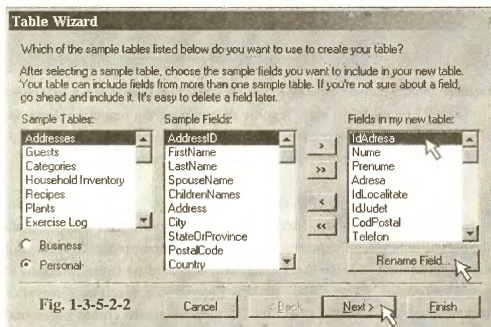 Table Wizard
Which of the sample tables listed below do you want to use to create your table?
After selecting a sample table, choose the sample fields you want to include in your new table.
Your table can include fields from more than one sample table. If you're not sure about a field,
go ahead and include it. It's easy to delete a field later.
Sample Tables:
Addresses
Guests
Categories
Household Inventory
Recipes
Plants
Exercise Log
Business
Personal
Sample Fields:
AddressID
FirstName
LastName
SpouseName
ChildrenNames
Address
City
StateOrProvince
PostalCode
Country
>
>>
<
<<
Fields in my new table:
IdAdresa
Nume
Prenume
Adresa
IdLocalitate
IdJudet
CodPostal
Telefon
Rename Field...
Fig. 1-3-5-2-2
Cancel
< Back
Next >
Finish